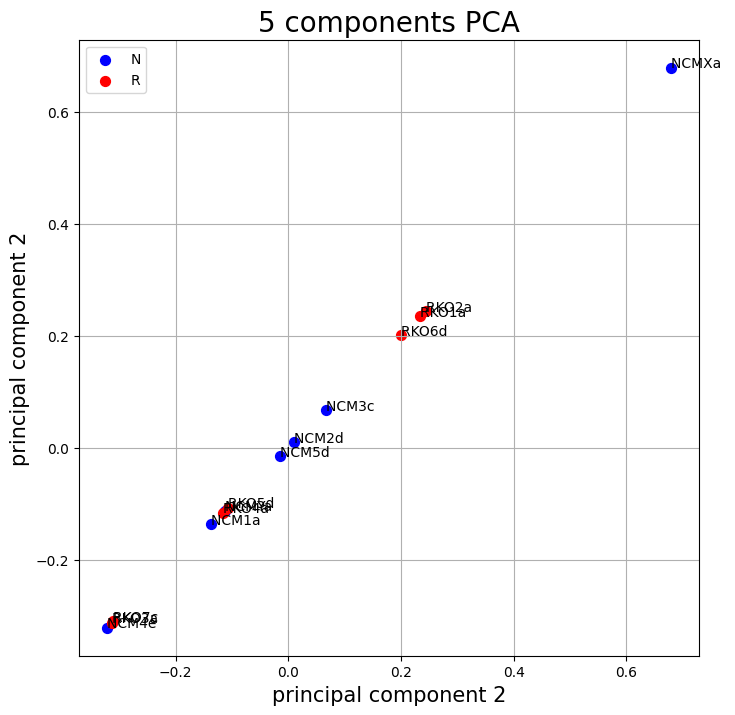 5 components PCA
N
R
NCMXa
0.6
0.4
RKO2a
RKO1a
RKO6d
0.2
NCM3c
NCM2d
0.0
NCM5d
RKO5d
RKO4a
NCM1a
−0.2
RKO7c
NCM4e
−0.2 0.0 0.2 0.4 0.6
principal component 2
principal component 2